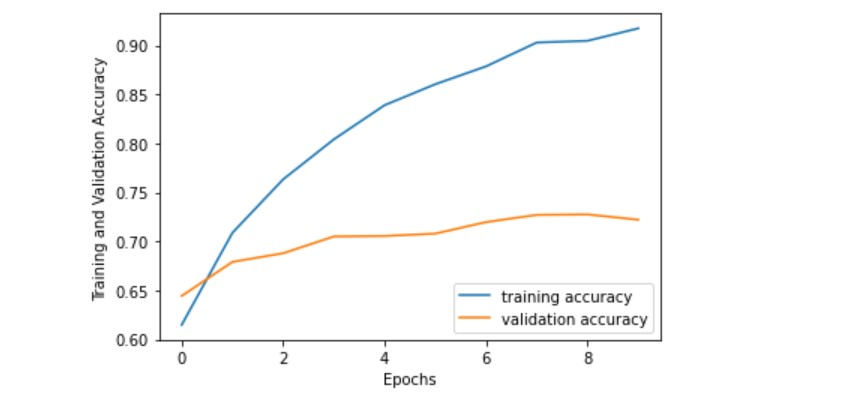 Training and Validation Accuracy
0.90
0.85
0.80
0.75
0.70
0.65
0.60
training accuracy
validation accuracy
0 2 4 6 8
Epochs